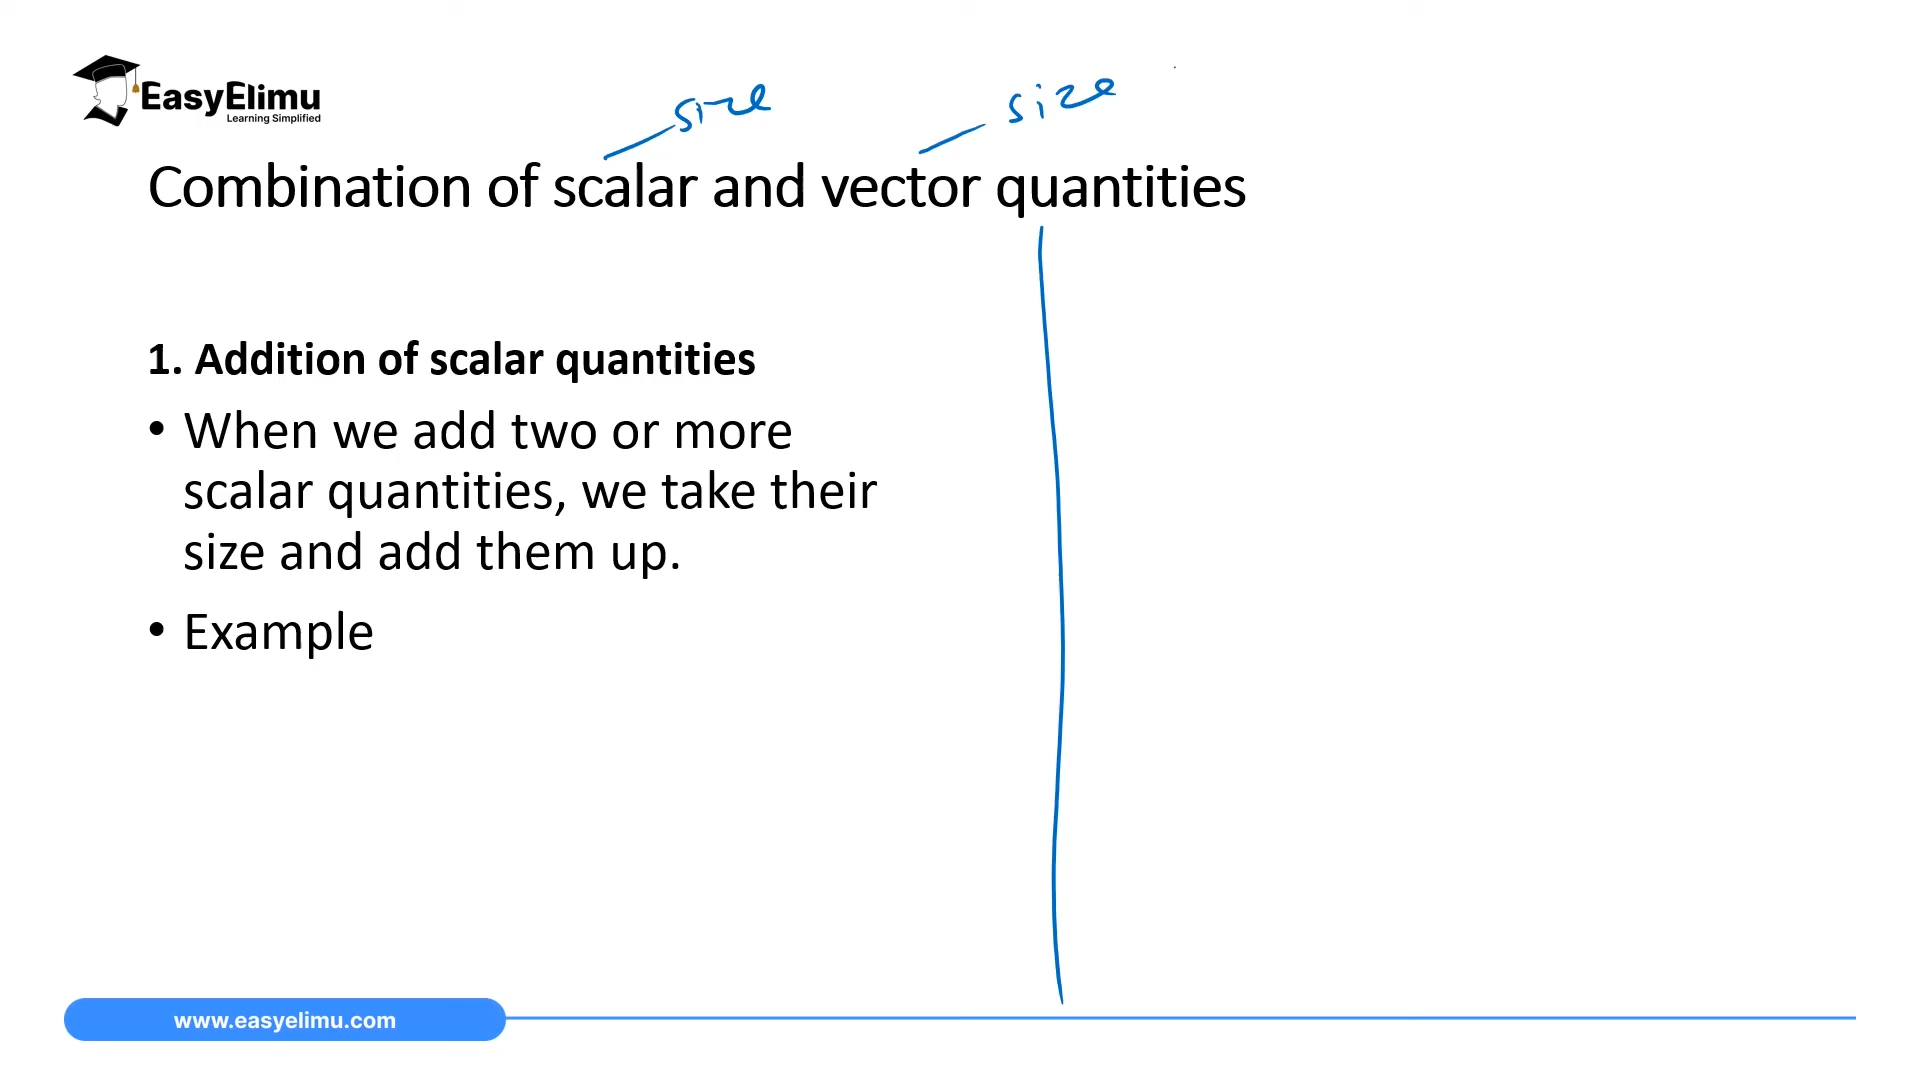 EasyElimu
Learning Simplified
size
size
Combination of scalar and vector quantities
1. Addition of scalar quantities
• When we add two or more
scalar quantities, we take their
size and add them up.
• Example
www.easyelimu.com